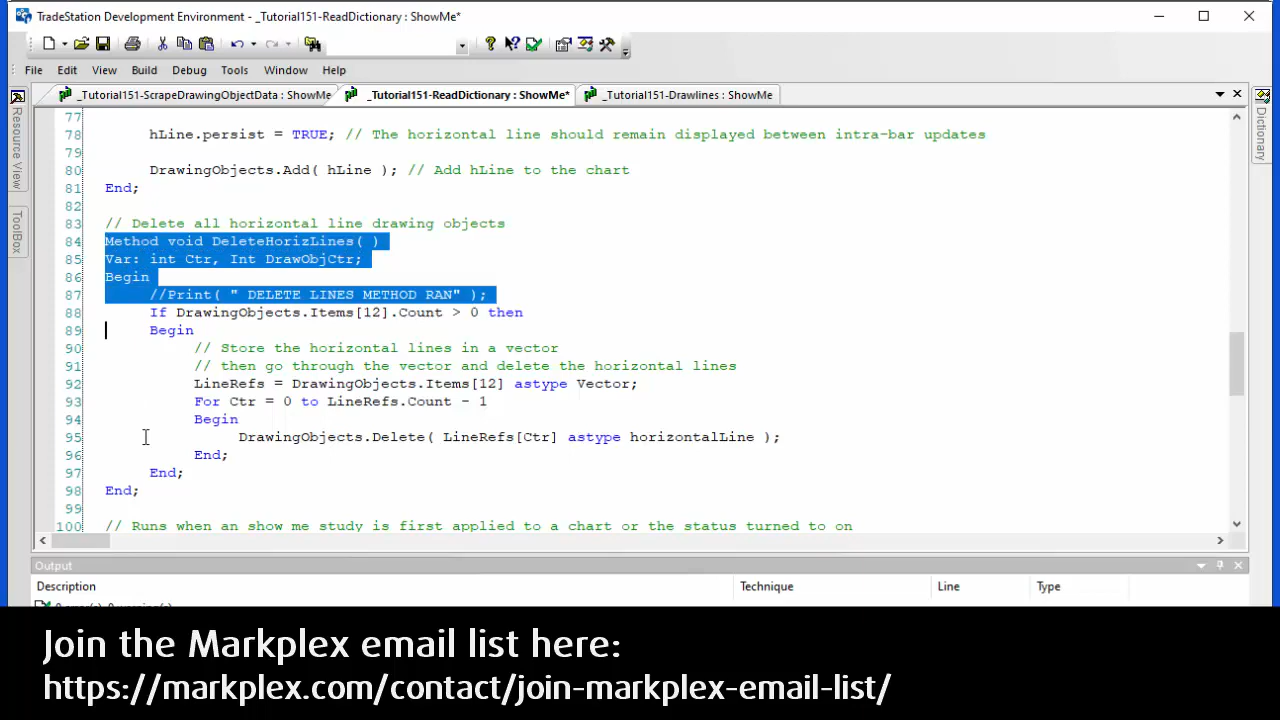 TradeStation Development Environment - _Tutorial151-ReadDictionary : ShowMe*
File Edit View Build Debug Tools Window Help
_Tutorial151-ScrapeDrawingObjectData : ShowMe _Tutorial151-ReadDictionary : ShowMe* _Tutorial151-Drawlines : ShowMe*
Resource View
ToolBox
Dictionary
77
78 hLine.persist = TRUE; // The horizontal line should remain displayed between intra-bar updates
79
80 DrawingObjects.Add( hLine ); // Add hLine to the chart
81 End;
82
83 // Delete all horizontal line drawing objects
84 Method void DeleteHorizLines( )
85 Var: int Ctr, Int DrawObjCtr;
86 Begin
87 //Print( " DELETE LINES METHOD RAN" );
88 If DrawingObjects.Items[12].Count > 0 then
89 Begin
90 // Store the horizontal lines in a vector
91 // then go through the vector and delete the horizontal lines
92 LineRefs = DrawingObjects.Items[12] astype Vector;
93 For Ctr = 0 to LineRefs.Count - 1
94 Begin
95 DrawingObjects.Delete( LineRefs[Ctr] astype horizontalLine );
96 End;
97 End;
98 End;
99
100 // Runs when an show me study is first applied to a chart or the status turned to on
Output
Description Technique Line Type
Join the Markplex email list here:
https://markplex.com/contact/join-markplex-email-list/